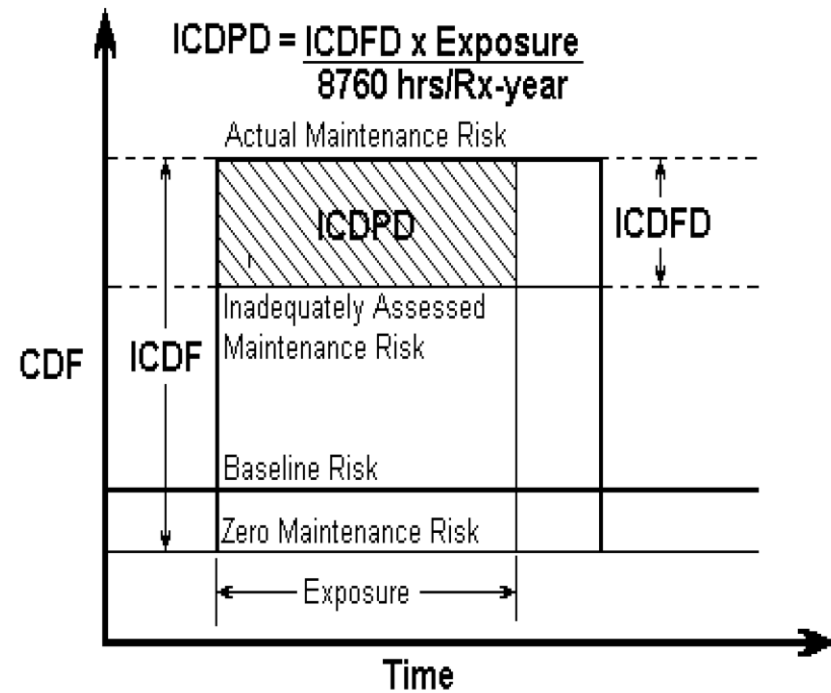 ICDPD = ICDFD x Exposure
8760 hrs/Rx-year
Actual Maintenance Risk
ICDPD
ICDFD
Inadequately Assessed
Maintenance Risk
CDF
ICDF
Baseline Risk
Zero Maintenance Risk
Exposure
Time